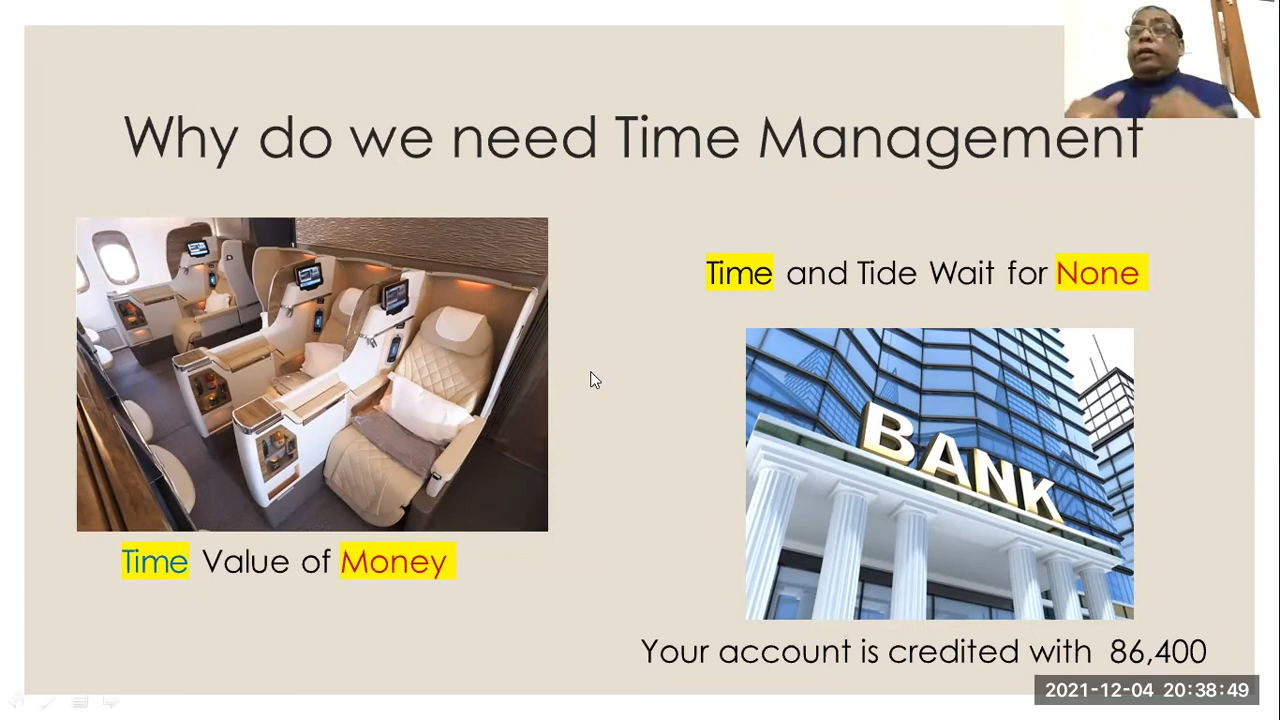 Why do we need Time Management
Time and Tide Wait for None
BANK
Time Value of Money
Your account is credited with 86,400
2021-12-04 20:38:49